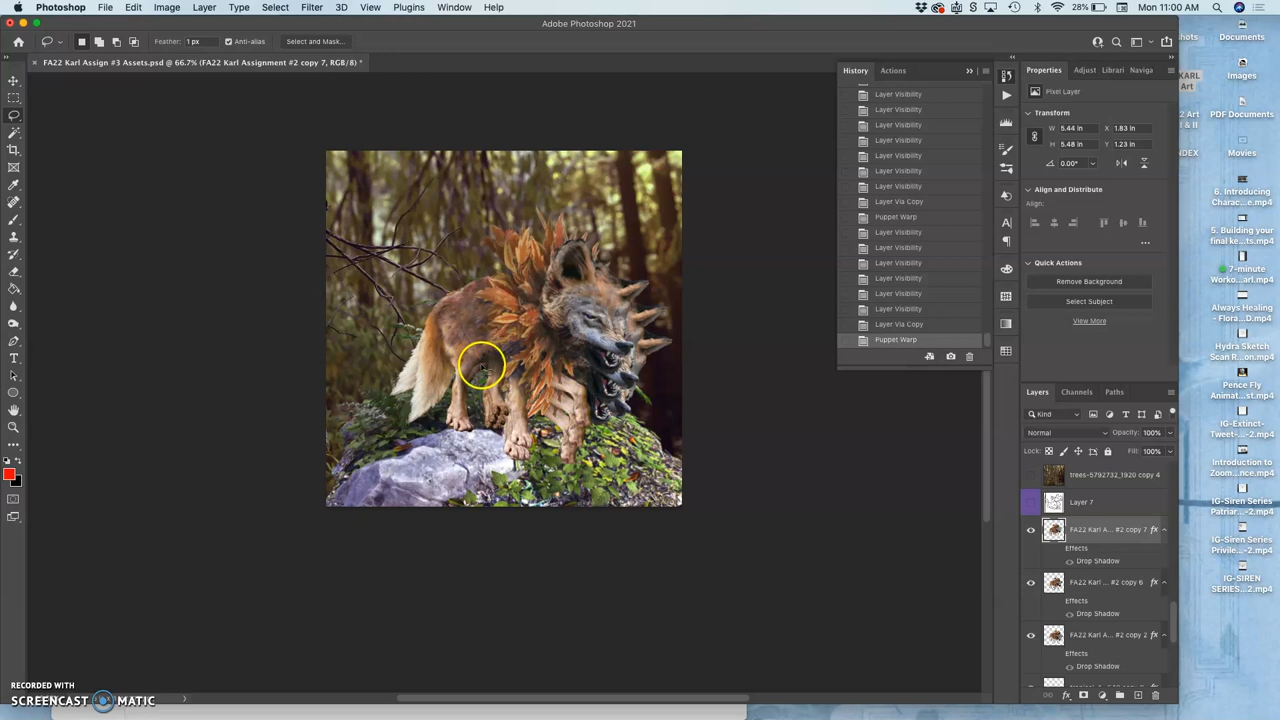 Photoshop File Edit Image Layer Type Select Filter 3D View Plugins Window Help
28% Mon 11:00 AM
Adobe Photoshop 2021
Feather: 1 px Anti-alias Select and Mask...
FA22 Karl Assign #3 Assets.psd @ 66.7% (FA22 Karl Assignment #2 copy 7, RGB/8) *
History Actions
Layer Visibility
Layer Visibility
Layer Visibility
Layer Visibility
Layer Visibility
Layer Visibility
Layer Visibility
Layer Via Copy
Puppet Warp
Layer Visibility
Layer Visibility
Layer Visibility
Layer Visibility
Layer Visibility
Layer Visibility
Layer Via Copy
Puppet Warp
Properties Adjust Librari Naviga
Pixel Layer
Transform
W 5.44 in X 1.83 in
H 5.48 in Y 1.23 in
0.00°
Align and Distribute
Align:
Quick Actions
Remove Background
Select Subject
View More
Layers Channels Paths
Kind
Normal Opacity: 100%
Lock: Fill: 100%
trees-5792732_1920 copy 4
Layer 7
FA22 Karl A... #2 copy 7 fx
Effects
Drop Shadow
FA22 Karl ... #2 copy 6 fx
Effects
Drop Shadow
FA22 Karl A... #2 copy 2 fx
Effects
Drop Shadow
Documents
Images
PDF Documents
Movies
6. Introducing
Charac...e.mp4
5. Building your
final ke...ts.mp4
7-minute
Worko...arl.mp4
Always Healing
- Flora...D.mp4
Hydra Sketch
Scan R...on.mp4
Pence Fly
Animat...-2.mp4
IG-Extinct-
Tweet-...-2.mp4
Introduction to
Zoom...nce.mp4
IG-Siren Series
Patriar...-2.mp4
IG-Siren Series
Privile...-2.mp4
IG-SIREN
SERIES...2.mp4
KARL
Art
RECORDED WITH
SCREENCAST MATIC